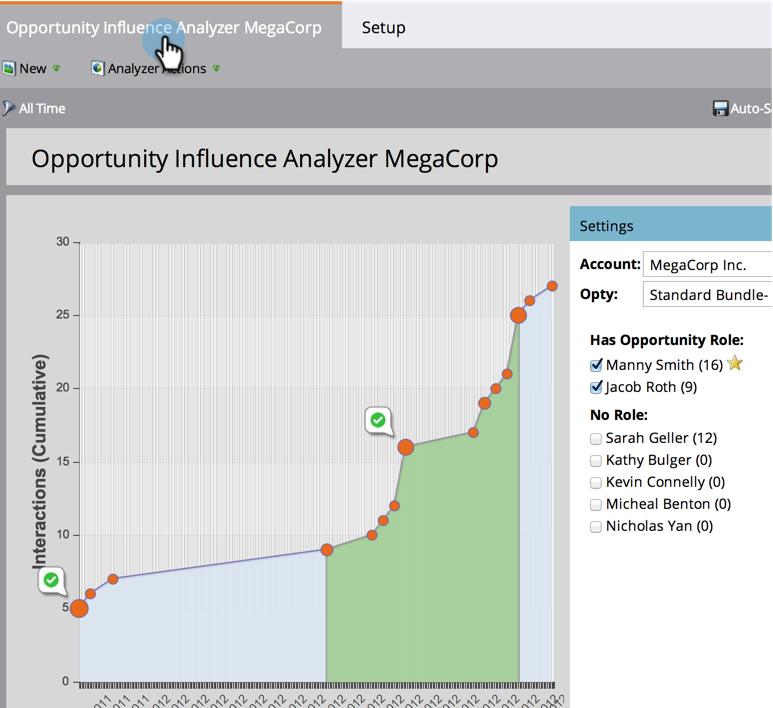 Opportunity Influence Analyzer MegaCorp
Setup
New
Analyzer Actions
All Time
Auto-S
Opportunity Influence Analyzer MegaCorp
Settings
Account: MegaCorp Inc.
Opty: Standard Bundle-
Has Opportunity Role:
Manny Smith (16)
Jacob Roth (9)
No Role:
Sarah Geller (12)
Kathy Bulger (0)
Kevin Connelly (0)
Micheal Benton (0)
Nicholas Yan (0)
Interactions (Cumulative)
30
25
20
15
10
5
0